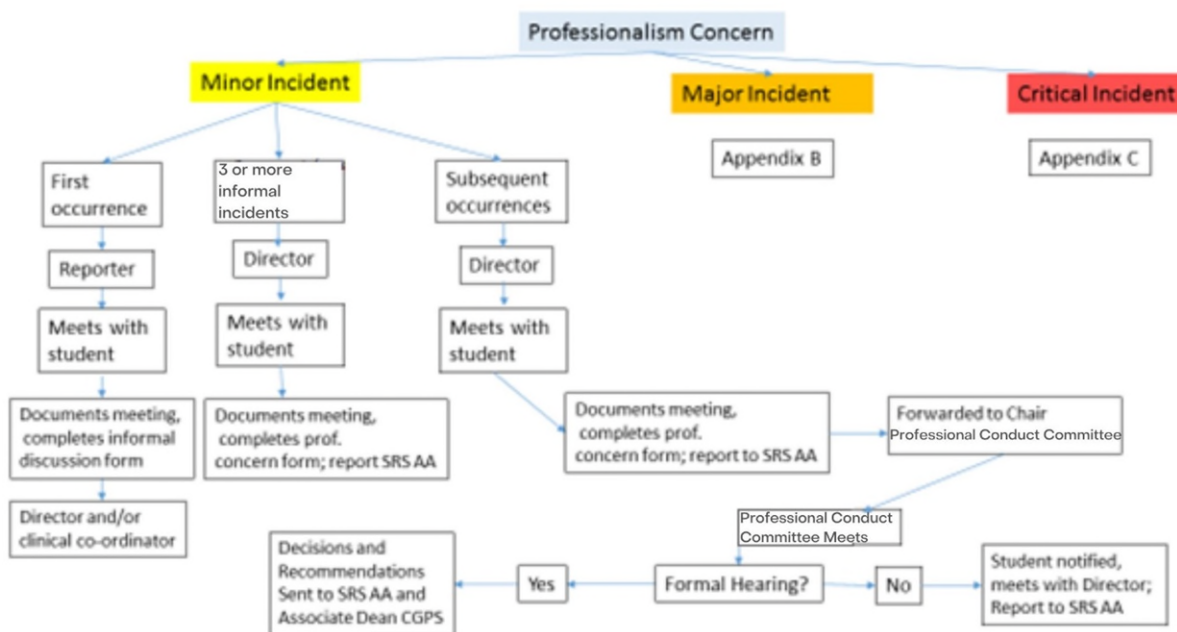 Professionalism Concern
Minor Incident
Major Incident
Critical Incident
Appendix B
Appendix C
First
occurrence
3 or more
informal
incidents
Subsequent
occurrences
Reporter
Director
Director
Meets with
student
Meets with
student
Meets with
student
Documents meeting,
completes informal
discussion form
Documents meeting,
completes prof.
concern form; report SRS AA
Documents meeting,
completes prof.
concern form; report to SRS AA
Forwarded to Chair
Professional Conduct Committee
Director and/or
clinical co-ordinator
Professional Conduct
Committee Meets
Decisions and
Recommendations
Sent to SRS AA and
Associate Dean CGPS
Yes
Formal Hearing?
No
Student notified,
meets with Director;
Report to SRS AA